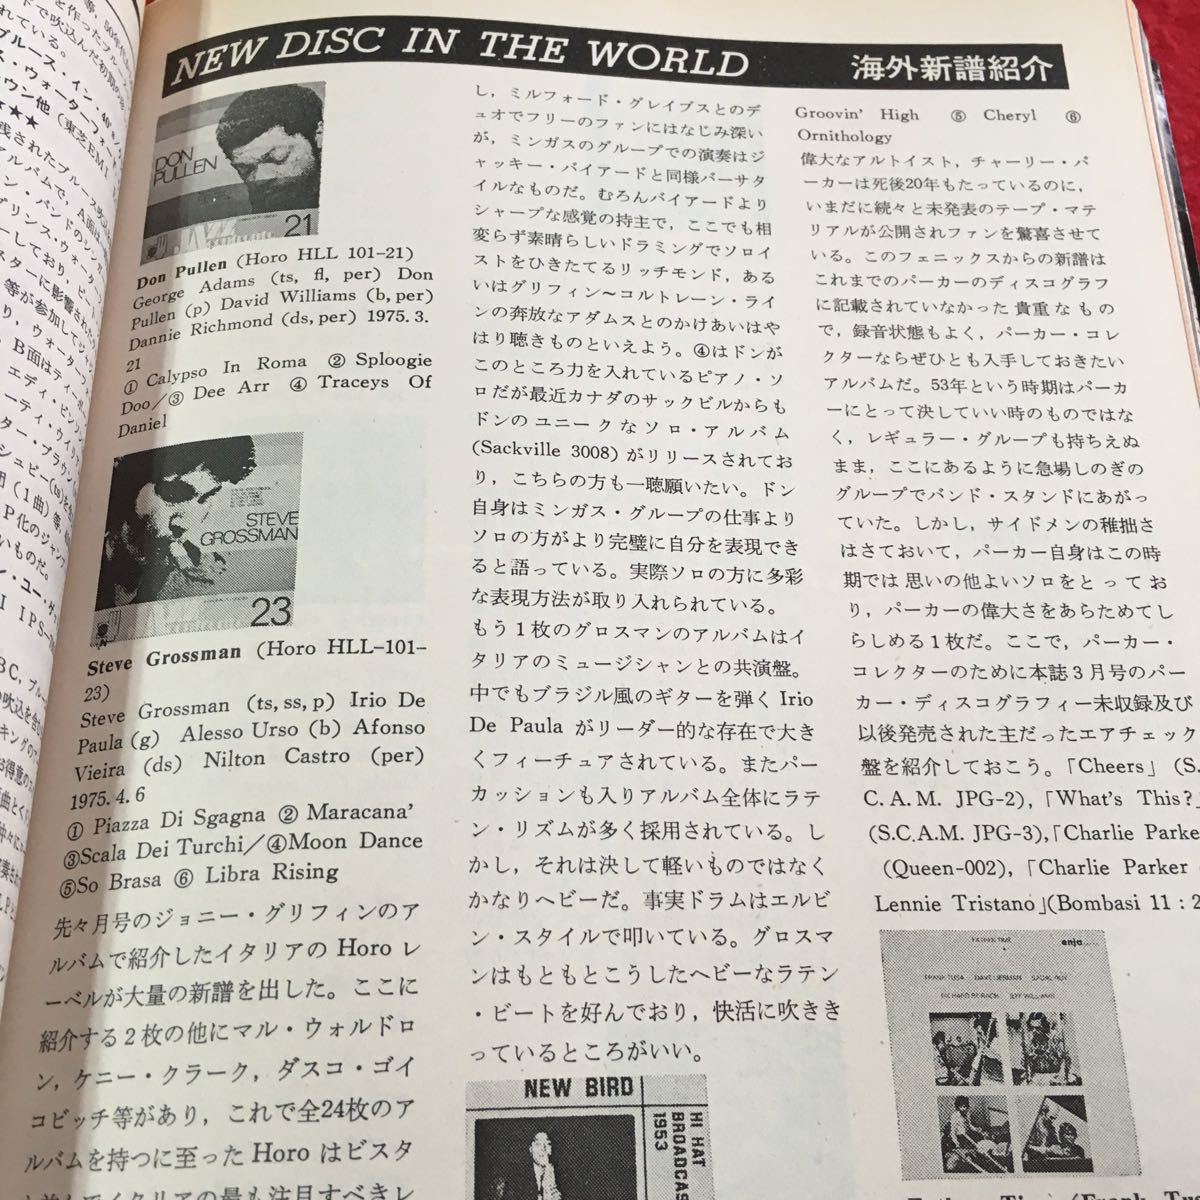 NEW DISC IN THE WORLD 海外新譜紹介
DON
PULLEN
21
Don Pullen (Horo HLL 101-21)
George Adams (ts, fl, per) Don
Pullen (p) David Williams (b, per)
Dannie Richmond (ds, per) 1975. 3.
21
① Calypso In Roma ② Sploogie
Doo／③ Dee Arr ④ Traceys Of
Daniel
STEVE
GROSSMAN
23
Steve Grossman (Horo HLL-101-
23)
Steve Grossman (ts, ss, p) Irio De
Paula (g) Alesso Urso (b) Afonso
Vieira (ds) Nilton Castro (per)
1975. 4. 6
① Piazza Di Sgagna ② Maracana'
③Scala Dei Turchi／④Moon Dance
⑤So Brasa ⑥ Libra Rising
先々月号のジョニー・グリフィンのア
ルバムで紹介したイタリアの Horo レ
ーベルが大量の新譜を出した。ここに
紹介する２枚の他にマル・ウォルドロ
ン，ケニー・クラーク，ダスコ・ゴイ
コビッチ等があり，これで全24枚のア
ルバムを持つに至った Horo はビスタ
し，ミルフォード・グレイブスとのデ
ュオでフリーのファンにはなじみ深い
が，ミンガスのグループでの演奏はジ
ャッキー・バイアードと同様バーサタ
イルなものだ。むろんバイアードより
シャープな感覚の持主で，ここでも相
変らず素晴らしいドラミングでソロイ
ストをひきたてるリッチモンド，ある
いはグリフィン〜コルトレーン・ライ
ンの奔放なアダムスとのかけあいはや
はり聴きものといえよう。④はドンが
このところ力を入れているピアノ・ソ
ロだが最近カナダのサックビルからも
ドンのユニークなソロ・アルバム
(Sackville 3008) がリリースされてお
り，こちらの方も一聴願いたい。ドン
自身はミンガス・グループの仕事より
ソロの方がより完璧に自分を表現でき
ると語っている。実際ソロの方に多彩
な表現方法が取り入れられている。
もう１枚のグロスマンのアルバムはイ
タリアのミュージシャンとの共演盤。
中でもブラジル風のギターを弾く Irio
De Paula がリーダー的な存在で大き
くフィーチュアされている。またパー
カッションも入りアルバム全体にラテ
ン・リズムが多く採用されている。し
かし，それは決して軽いものではなく
かなりヘビーだ。事実ドラムはエルビ
ン・スタイルで叩いている。グロスマ
ンはもともとこうしたヘビーなラテン
・ビートを好んでおり，快活に吹きき
っているところがいい。
NEW BIRD
HI HAT
BROADCAS
1953
Groovin' High ⑤ Cheryl ⑥
Ornithology
偉大なアルトイスト，チャーリー・パ
ーカーは死後20年もたっているのに，
いまだに続々と未発表のテープ・マテ
リアルが公開されファンを驚喜させて
いる。このフェニックスからの新譜は
これまでのパーカーのディスコグラフ
に記載されていなかった貴重なもの
で，録音状態もよく，パーカー・コレ
クターならぜひとも入手しておきたい
アルバムだ。53年という時期はパーカ
ーにとって決していい時のものではな
く，レギュラー・グループも持ちえぬ
まま，ここにあるように急場しのぎの
グループでバンド・スタンドにあがっ
ていた。しかし，サイドメンの稚拙さ
はさておいて，パーカー自身はこの時
期では思いの他よいソロをとってお
り，パーカーの偉大さをあらためてし
らしめる１枚だ。ここで，パーカー・
コレクターのために本誌３月号のパー
カー・ディスコグラフィー未収録及び
以後発売された主だったエアチェック
盤を紹介しておこう。「Cheers」(S.
C. A. M. JPG-2),「What's This?」
(S.C.A.M. JPG-3),「Charlie Parke
(Queen-002), 「Charlie Parker
Lennie Tristano」(Bombasi 11 : 2
enja